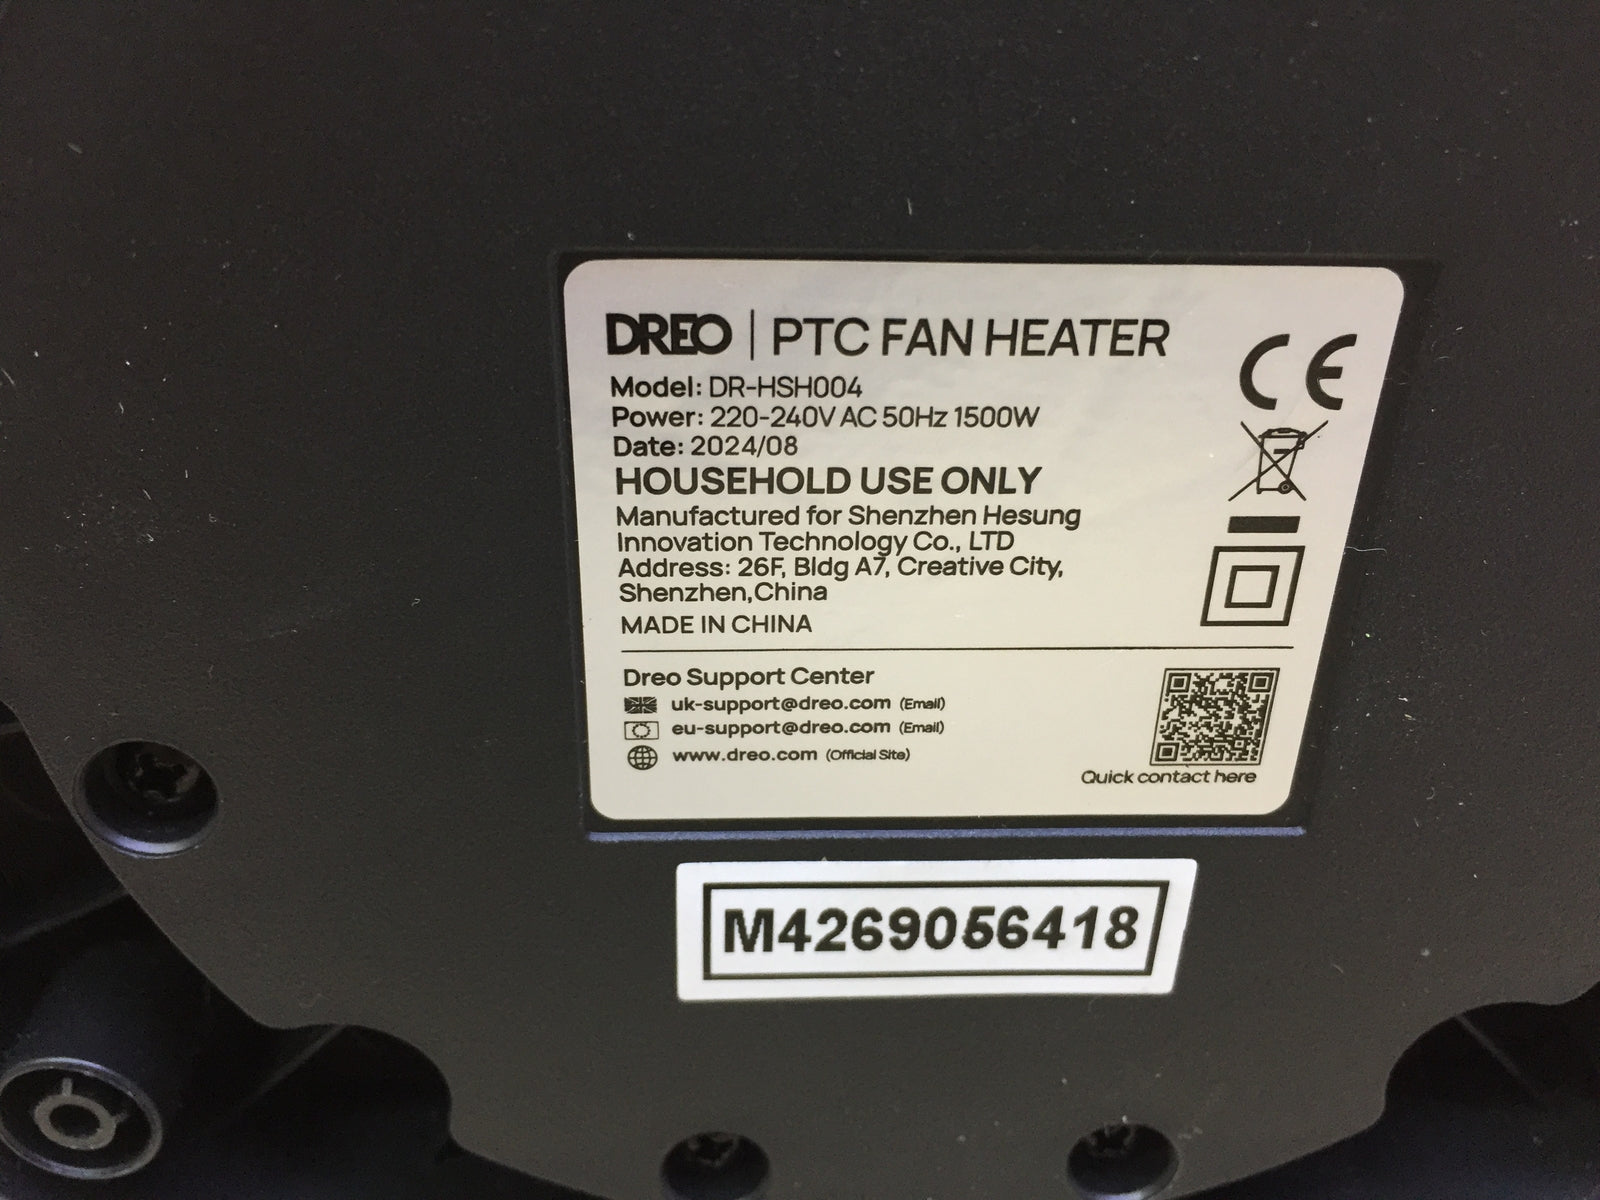 DREO | PTC FAN HEATER
Model: DR-HSH004
Power: 220-240V AC 50Hz 1500W
Date: 2024/08
HOUSEHOLD USE ONLY
Manufactured for Shenzhen Hesung
Innovation Technology Co., LTD
Address: 26F, Bldg A7, Creative City,
Shenzhen,China
MADE IN CHINA
CE
Dreo Support Center
uk-support@dreo.com (Email)
eu-support@dreo.com (Email)
www.dreo.com (Official Site)
Quick contact here
M4269056418